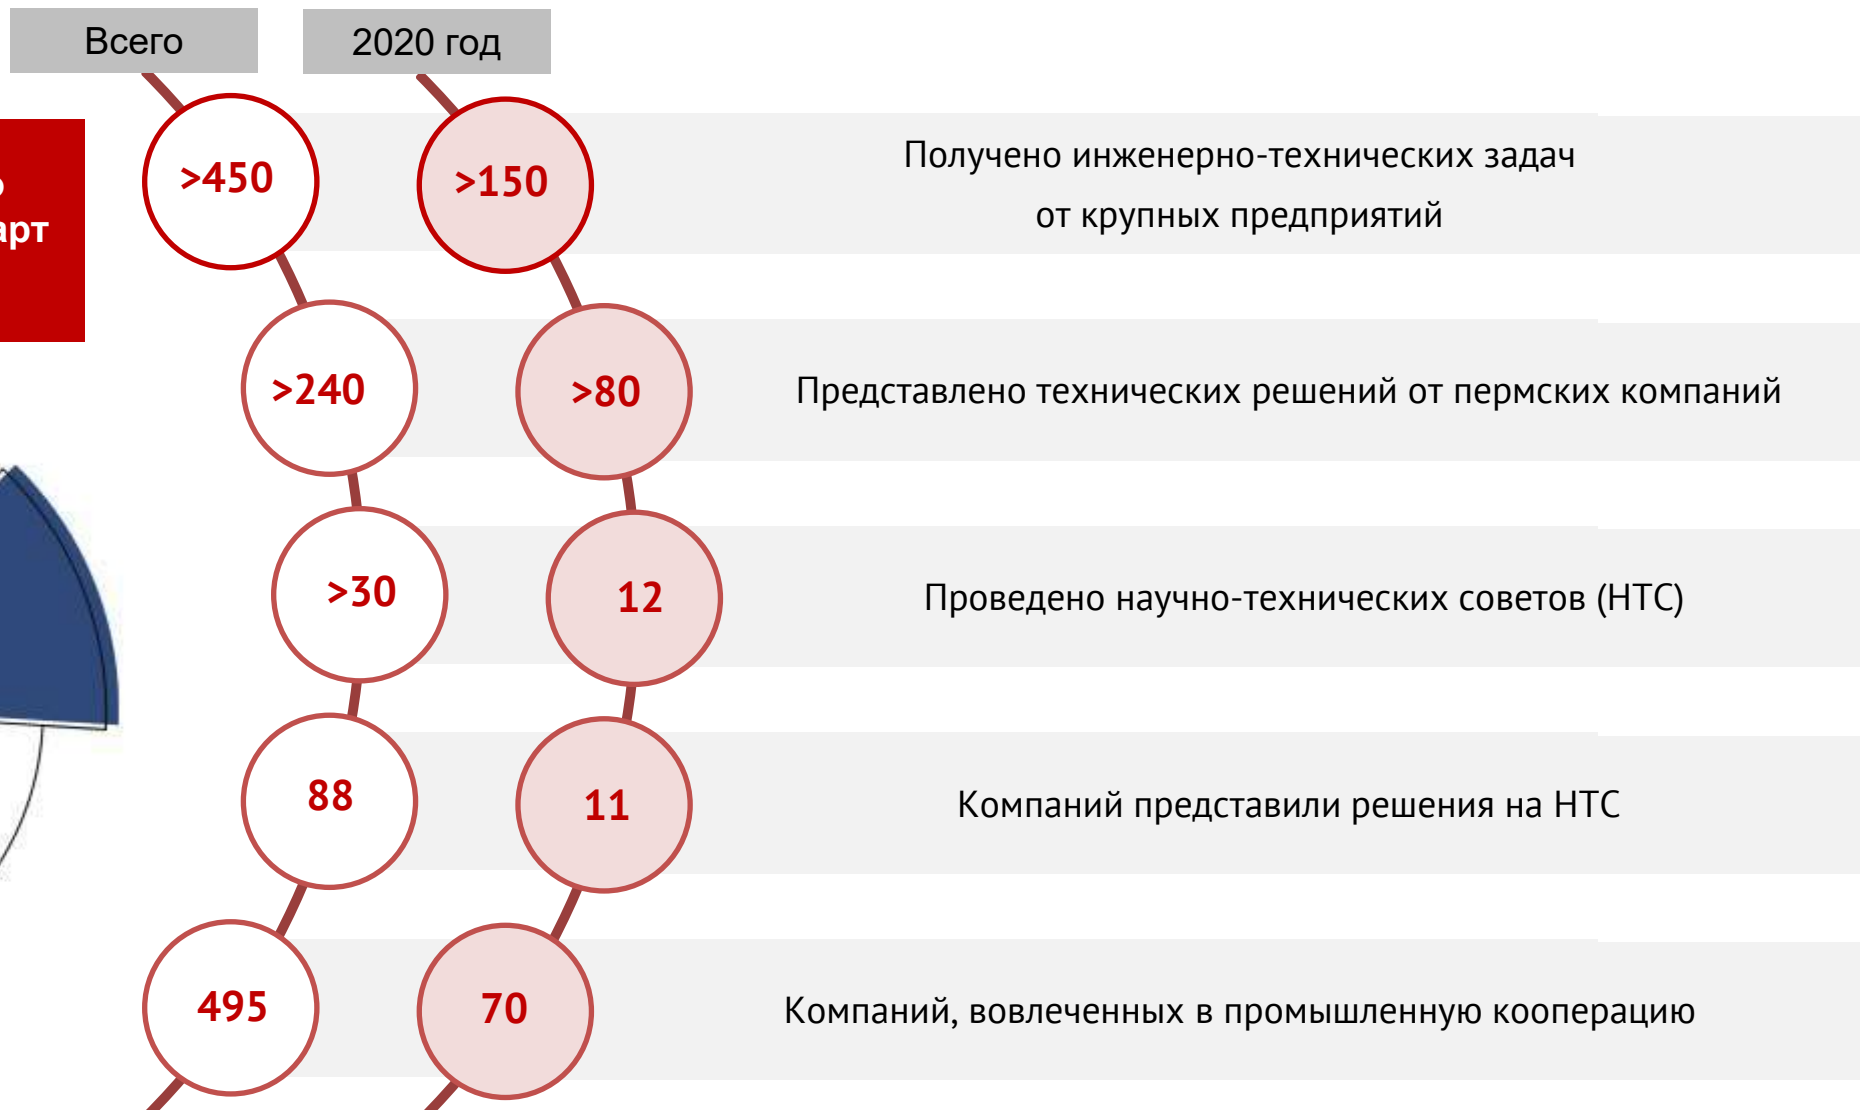 Всего
2020 год
>450
>150
Получено инженерно-технических задач
от крупных предприятий
>240
>80
Представлено технических решений от пермских компаний
>30
12
Проведено научно-технических советов (НТС)
88
11
Компаний представили решения на НТС
495
70
Компаний, вовлеченных в промышленную кооперацию